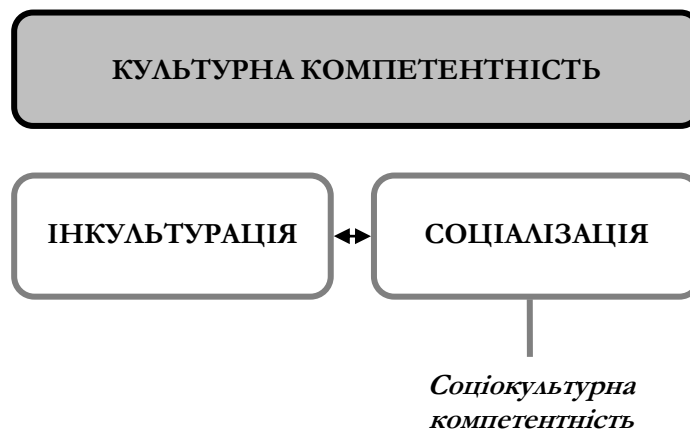 КУЛЬТУРНА КОМПЕТЕНТНІСТЬ
ІНКУЛЬТУРАЦІЯ
СОЦІАЛІЗАЦІЯ
Соціокультурна
компетентність